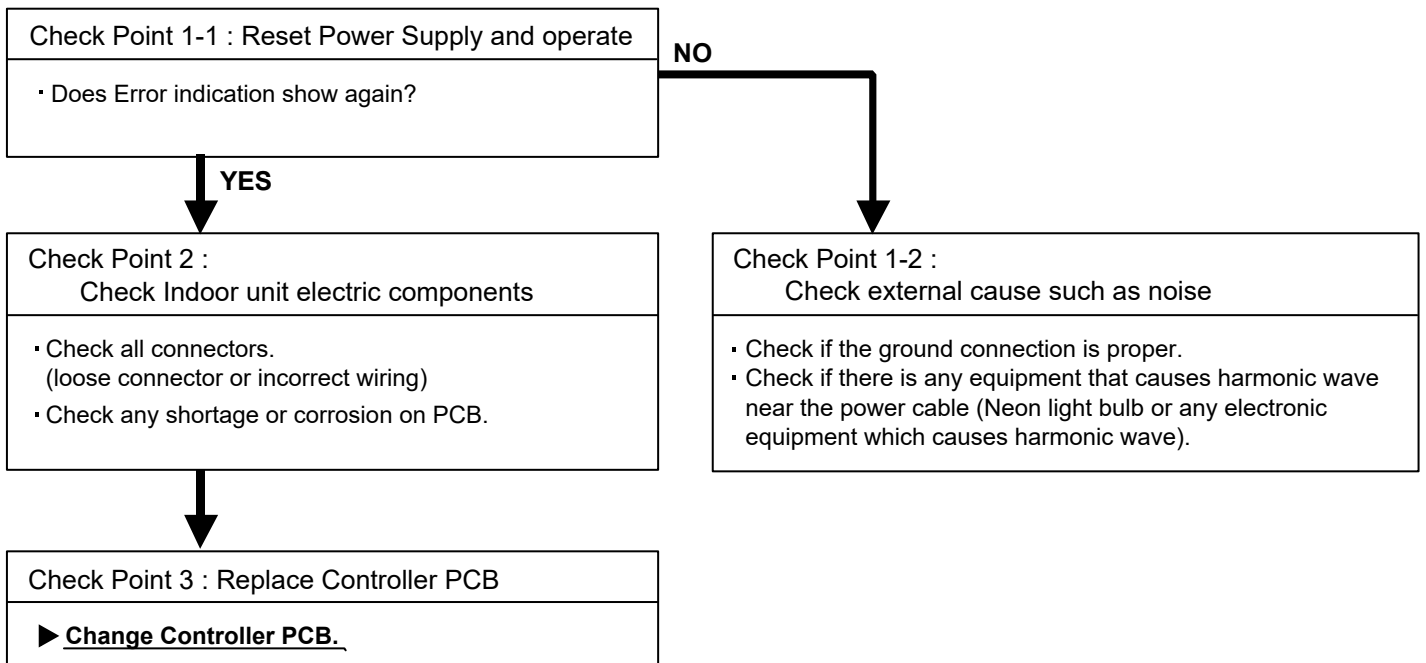 Check Point 1-1 : Reset Power Supply and operate
・Does Error indication show again?
NO
YES
Check Point 2 :
Check Indoor unit electric components
・Check all connectors.
(loose connector or incorrect wiring)
・Check any shortage or corrosion on PCB.
Check Point 1-2 :
Check external cause such as noise
・Check if the ground connection is proper.
・Check if there is any equipment that causes harmonic wave
near the power cable (Neon light bulb or any electronic
equipment which causes harmonic wave).
Check Point 3 : Replace Controller PCB
▶ Change Controller PCB.